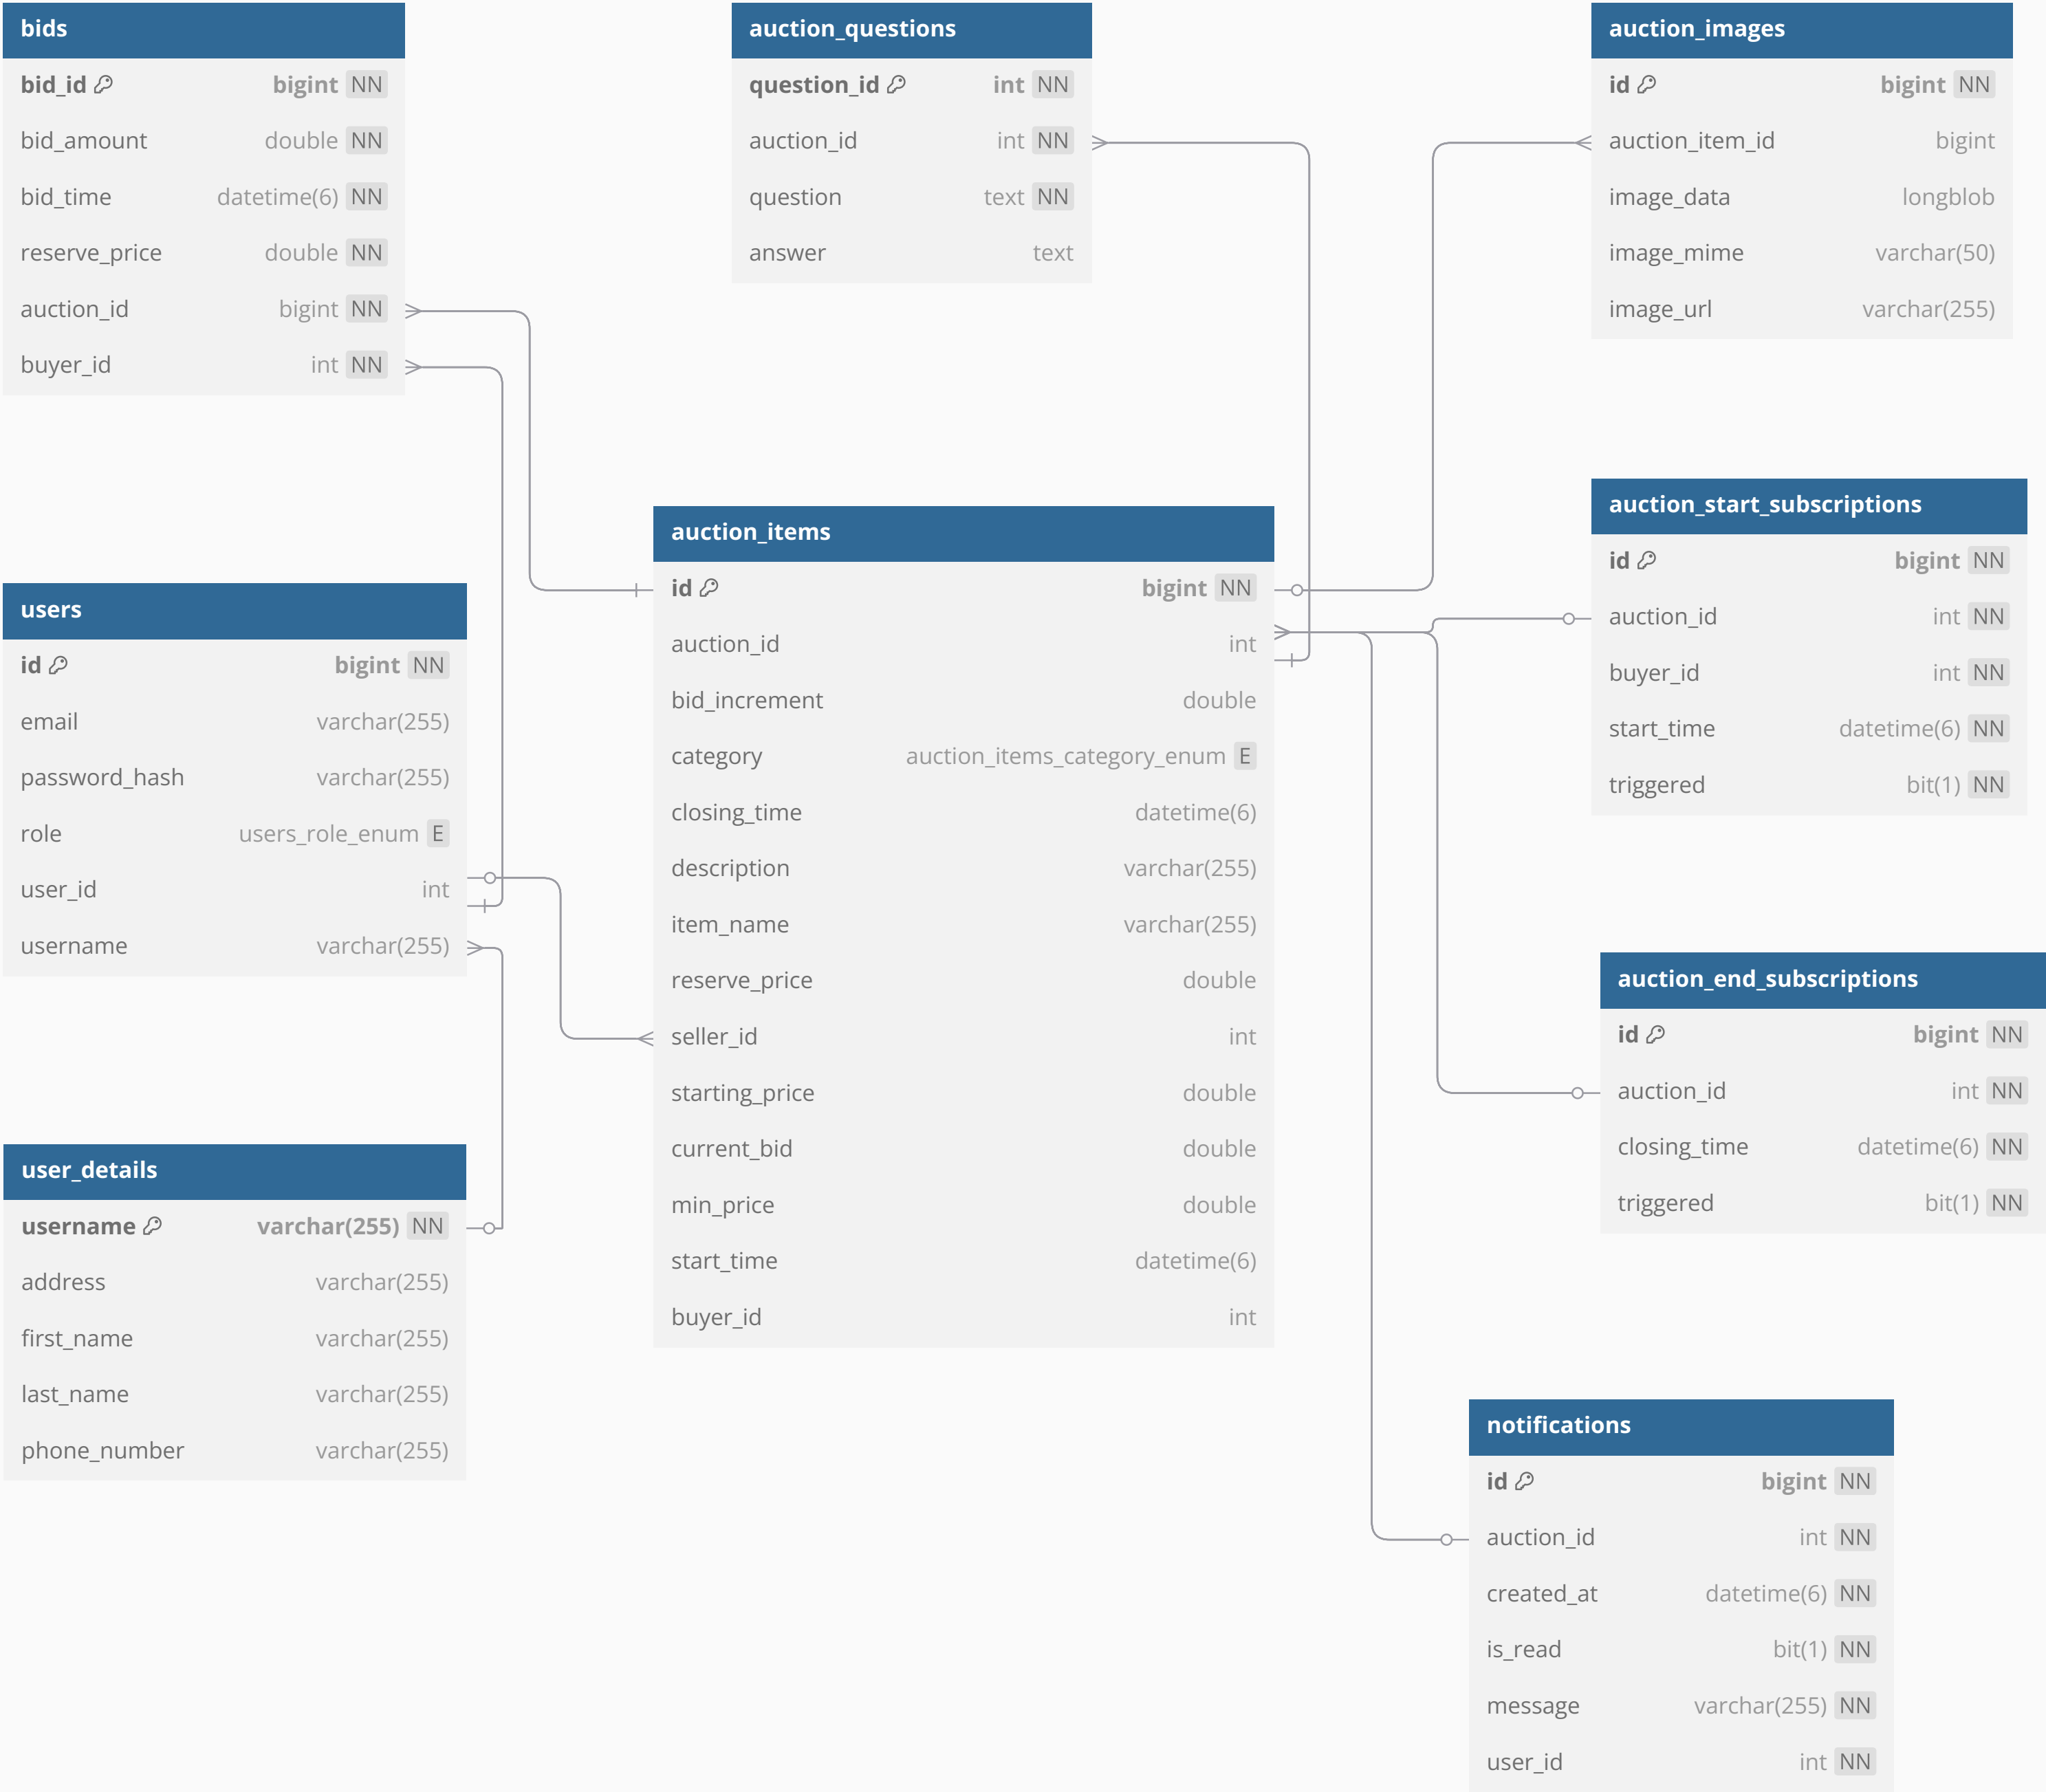 bids
bid_id bigint NN
bid_amount double NN
bid_time datetime(6) NN
reserve_price double NN
auction_id bigint NN
buyer_id int NN
auction_questions
question_id int NN
auction_id int NN
question text NN
answer text
auction_images
id bigint NN
auction_item_id bigint
image_data longblob
image_mime varchar(50)
image_url varchar(255)
users
id bigint NN
email varchar(255)
password_hash varchar(255)
role users_role_enum E
user_id int
username varchar(255)
auction_items
id bigint NN
auction_id int
bid_increment double
category auction_items_category_enum E
closing_time datetime(6)
description varchar(255)
item_name varchar(255)
reserve_price double
seller_id int
starting_price double
current_bid double
min_price double
start_time datetime(6)
buyer_id int
auction_start_subscriptions
id bigint NN
auction_id int NN
buyer_id int NN
start_time datetime(6) NN
triggered bit(1) NN
auction_end_subscriptions
id bigint NN
auction_id int NN
closing_time datetime(6) NN
triggered bit(1) NN
user_details
username varchar(255) NN
address varchar(255)
first_name varchar(255)
last_name varchar(255)
phone_number varchar(255)
notifications
id bigint NN
auction_id int NN
created_at datetime(6) NN
is_read bit(1) NN
message varchar(255) NN
user_id int NN